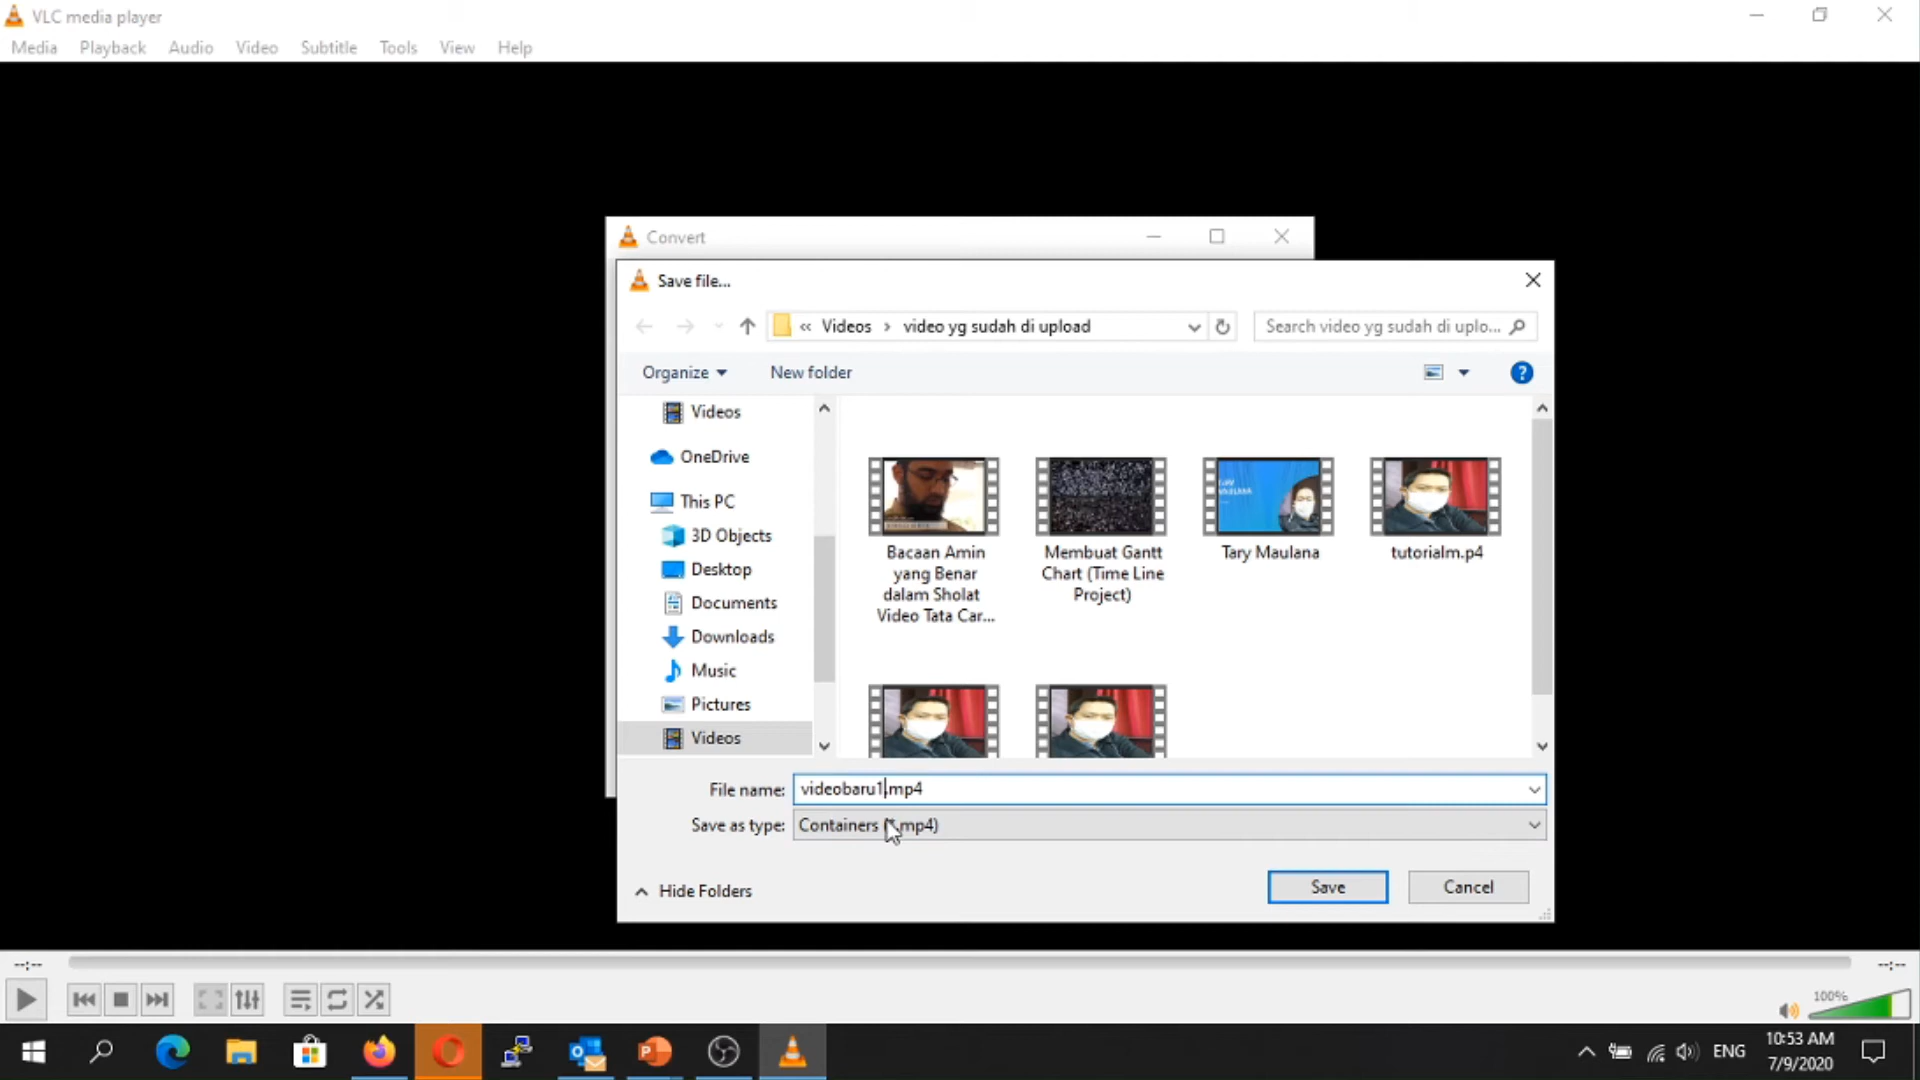 VLC media player
Media Playback Audio Video Subtitle Tools View Help
Convert
Save file...
« Videos › video yg sudah di upload
Search video yg sudah di uplo...
Organize
New folder
Videos
OneDrive
This PC
3D Objects
Desktop
Documents
Downloads
Music
Pictures
Videos
Bacaan Amin
yang Benar
dalam Sholat
Video Tata Car...
Membuat Gantt
Chart (Time Line
Project)
Tary Maulana
tutorialm.p4
File name: videobaru1.mp4
Save as type: Containers (*.mp4)
Hide Folders
Save
Cancel
--:--
--:--
100%
ENG
10:53 AM
7/9/2020